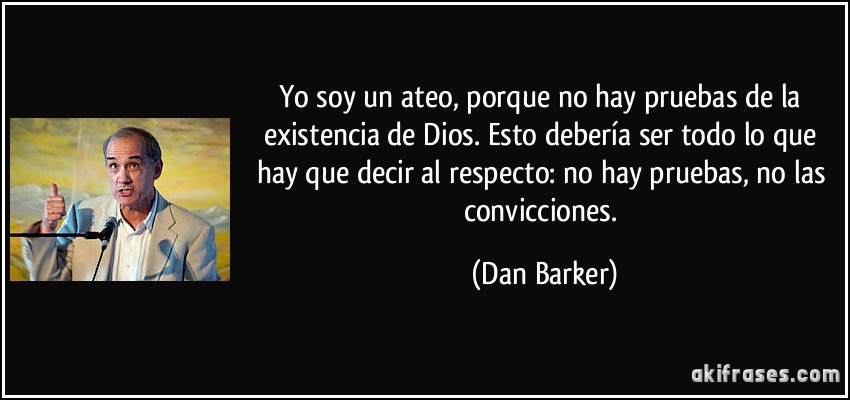 Yo soy un ateo, porque no hay pruebas de la
existencia de Dios. Esto debería ser todo lo que
hay que decir al respecto: no hay pruebas, no las
convicciones.
(Dan Barker)
akifrases.com